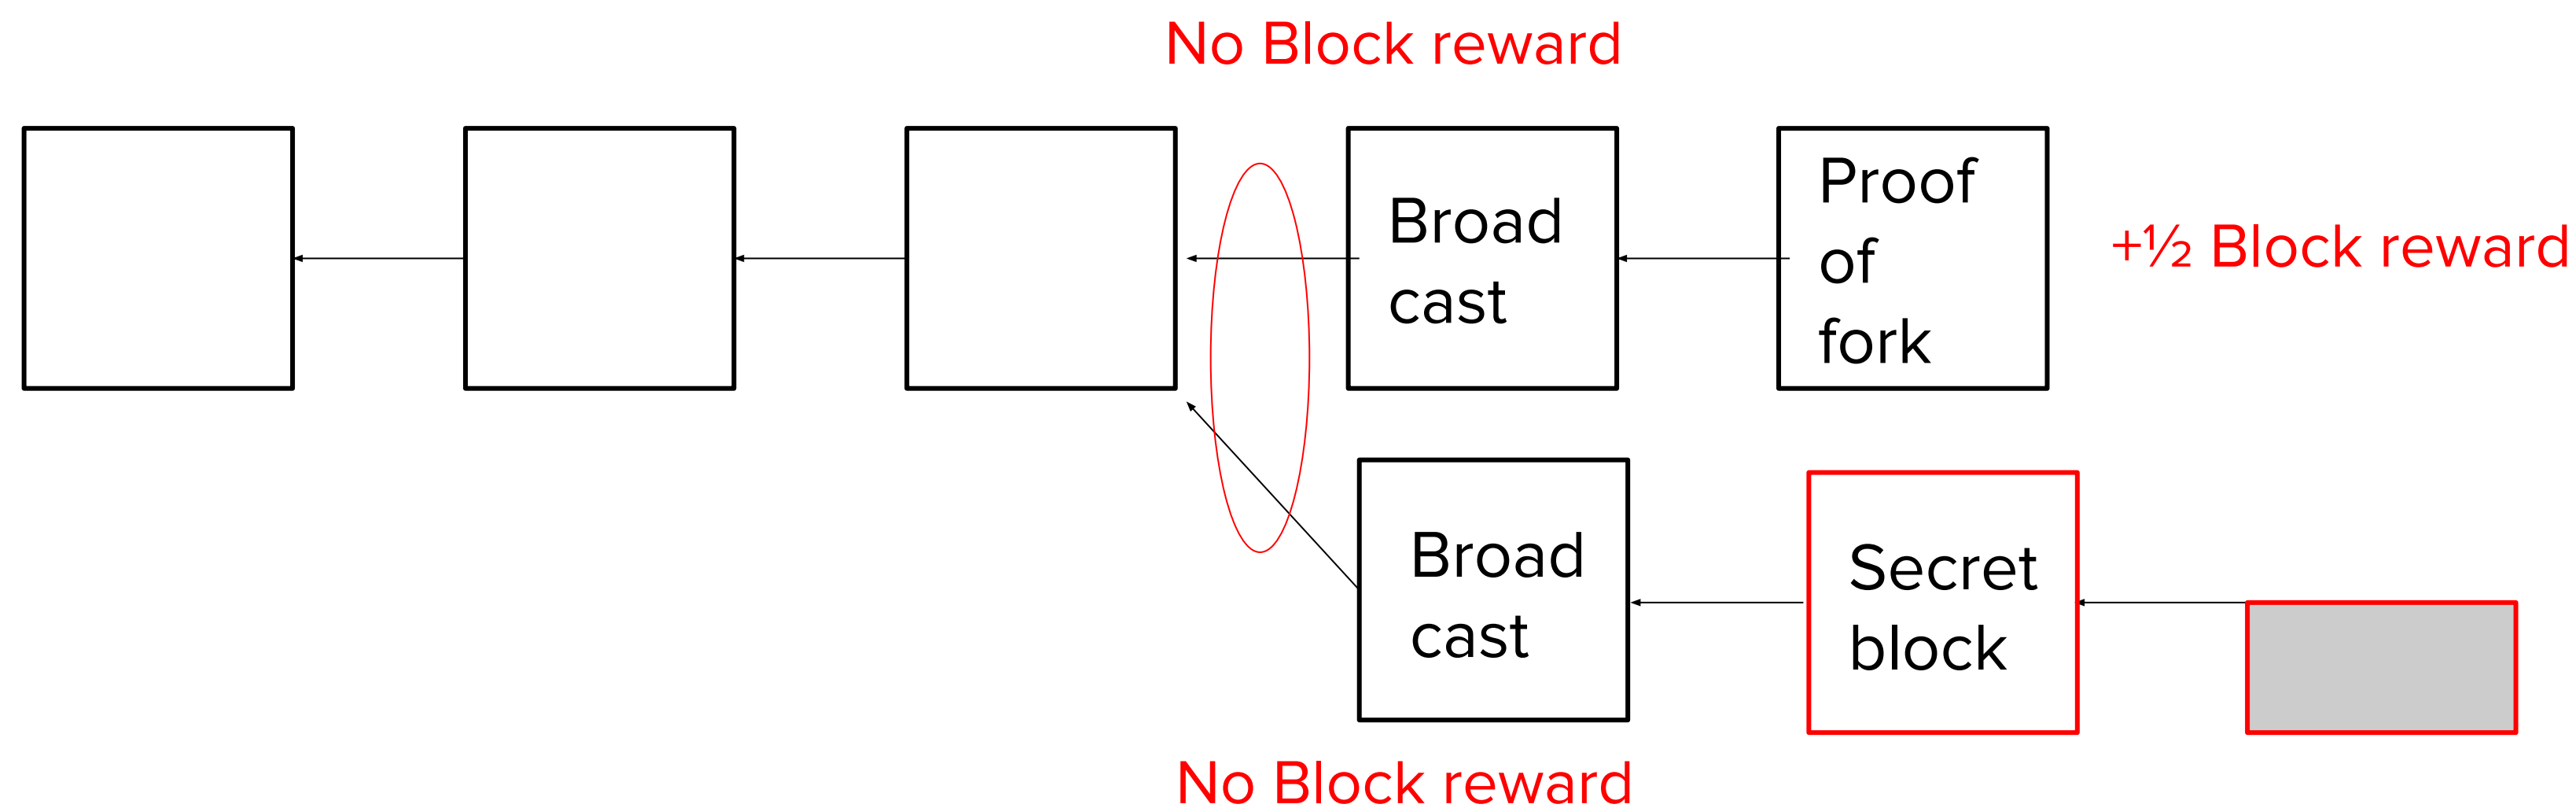 No Block reward
Broad
cast
Proof
of
fork
+½ Block reward
Broad
cast
Secret
block
No Block reward